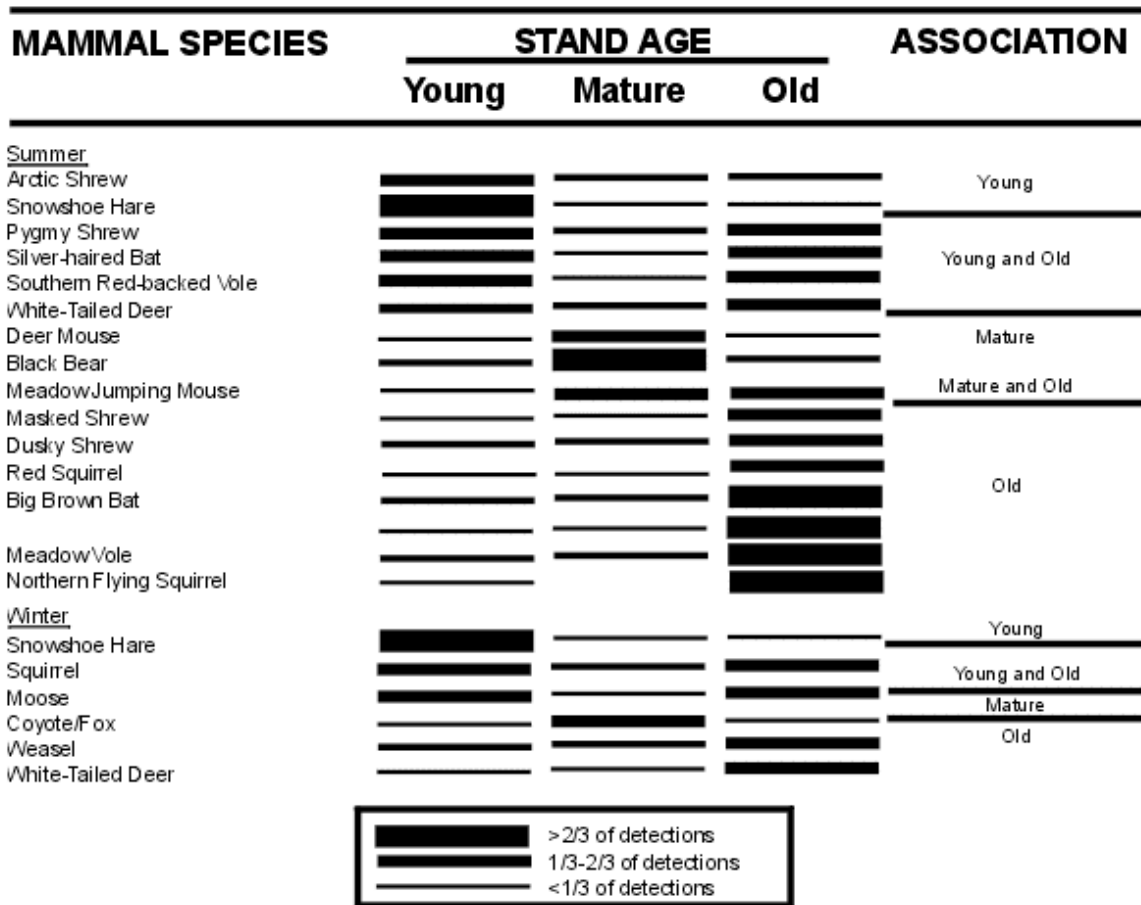 MAMMAL SPECIES STAND AGE ASSOCIATION
Young Mature Old
Summer
Arctic Shrew Young
Snowshoe Hare
Pygmy Shrew
Silver-haired Bat Young and Old
Southern Red-backed Vole
White-Tailed Deer
Deer Mouse Mature
Black Bear
Meadow Jumping Mouse Mature and Old
Masked Shrew
Dusky Shrew
Red Squirrel
Big Brown Bat Old
Meadow Vole
Northern Flying Squirrel
Winter
Snowshoe Hare Young
Squirrel Young and Old
Moose Mature
Coyote/Fox Old
Weasel
White-Tailed Deer
>2/3 of detections
1/3-2/3 of detections
<1/3 of detections